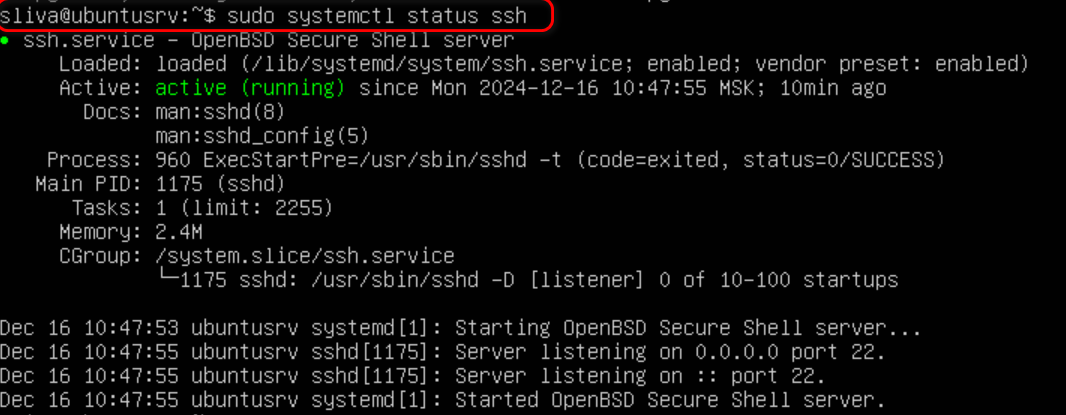 sliva@ubuntusrv:~$ sudo systemctl status ssh
● ssh.service - OpenBSD Secure Shell server
Loaded: loaded (/lib/systemd/system/ssh.service; enabled; vendor preset: enabled)
Active: active (running) since Mon 2024-12-16 10:47:55 MSK; 10min ago
Docs: man:sshd(8)
man:sshd_config(5)
Process: 960 ExecStartPre=/usr/sbin/sshd -t (code=exited, status=0/SUCCESS)
Main PID: 1175 (sshd)
Tasks: 1 (limit: 2255)
Memory: 2.4M
CGroup: /system.slice/ssh.service
└─1175 sshd: /usr/sbin/sshd -D [listener] 0 of 10-100 startups
Dec 16 10:47:53 ubuntusrv systemd[1]: Starting OpenBSD Secure Shell server...
Dec 16 10:47:55 ubuntusrv sshd[1175]: Server listening on 0.0.0.0 port 22.
Dec 16 10:47:55 ubuntusrv sshd[1175]: Server listening on :: port 22.
Dec 16 10:47:55 ubuntusrv systemd[1]: Started OpenBSD Secure Shell server.